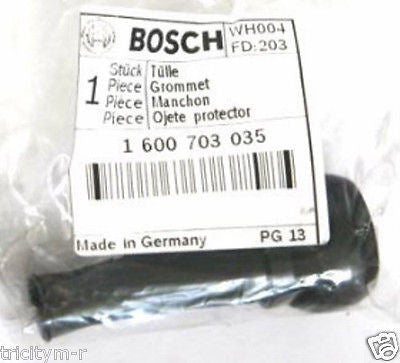 BOSCH
WH004
FD:203
1
Stück Tülle
Piece Grommet
Pièce Manchon
Pieza Ojete protector
1 600 703 035
Made in Germany PG 13
tricitym-r